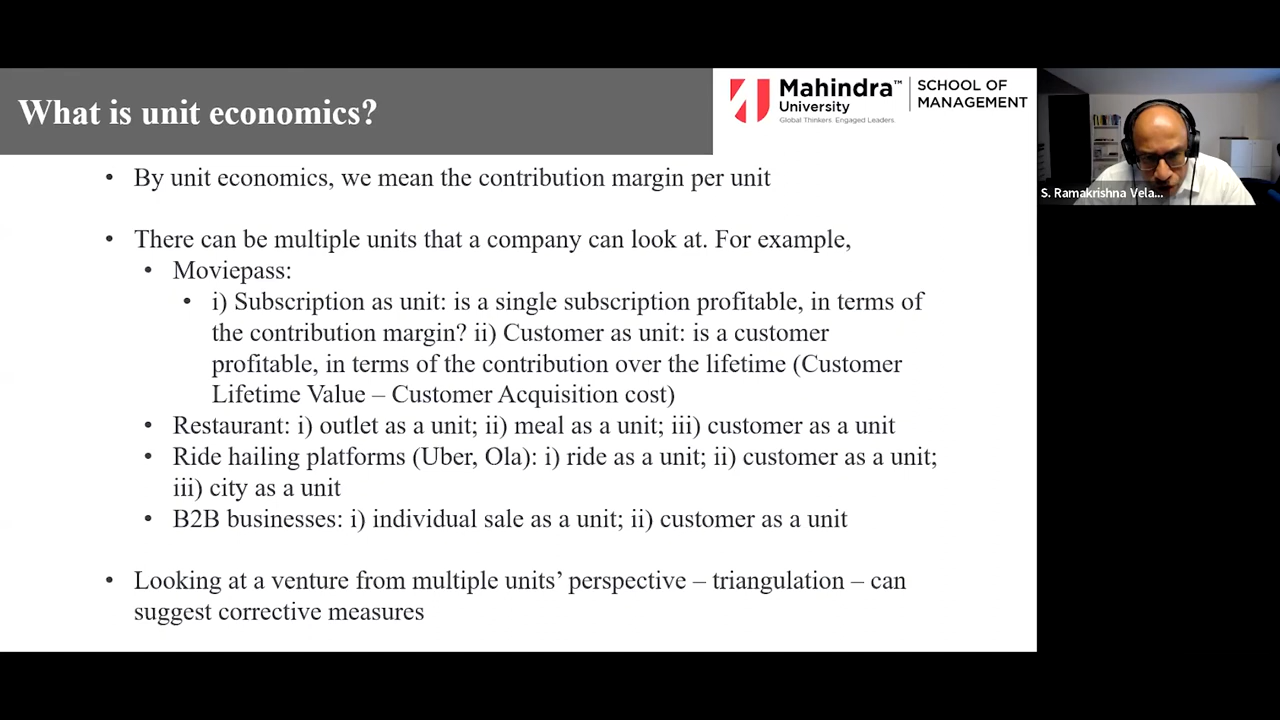 What is unit economics?
Mahindra™
University
Global Thinkers. Engaged Leaders.
SCHOOL OF
MANAGEMENT
S. Ramakrishna Vela...
• By unit economics, we mean the contribution margin per unit
• There can be multiple units that a company can look at. For example,
• Moviepass:
• i) Subscription as unit: is a single subscription profitable, in terms of
the contribution margin? ii) Customer as unit: is a customer
profitable, in terms of the contribution over the lifetime (Customer
Lifetime Value – Customer Acquisition cost)
• Restaurant: i) outlet as a unit; ii) meal as a unit; iii) customer as a unit
• Ride hailing platforms (Uber, Ola): i) ride as a unit; ii) customer as a unit;
iii) city as a unit
• B2B businesses: i) individual sale as a unit; ii) customer as a unit
• Looking at a venture from multiple units’ perspective – triangulation – can
suggest corrective measures